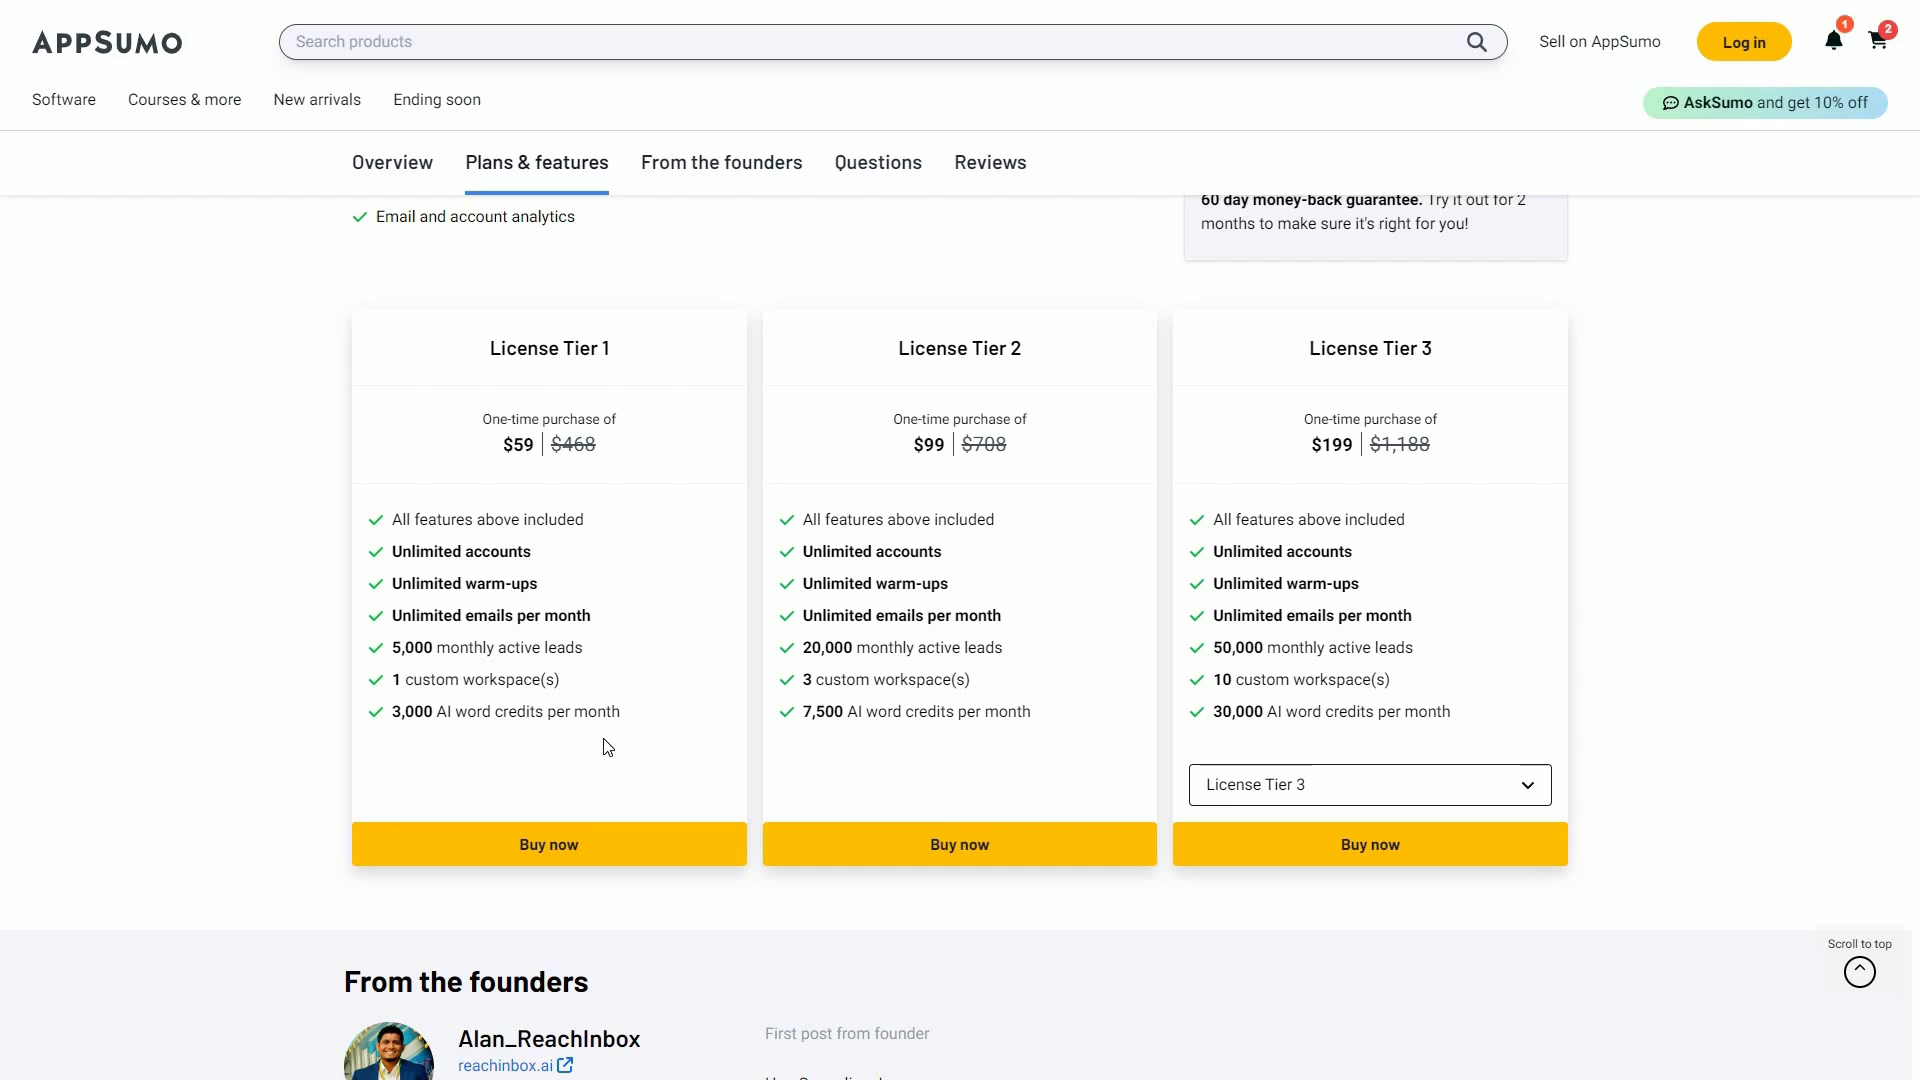 APPSUMO
Search products
Sell on AppSumo
Log in
1
2
Software
Courses & more
New arrivals
Ending soon
AskSumo and get 10% off
Overview
Plans & features
From the founders
Questions
Reviews
Email and account analytics
60 day money-back guarantee. Try it out for 2
months to make sure it's right for you!
License Tier 1
One-time purchase of
$59 | $468
All features above included
Unlimited accounts
Unlimited warm-ups
Unlimited emails per month
5,000 monthly active leads
1 custom workspace(s)
3,000 AI word credits per month
Buy now
License Tier 2
One-time purchase of
$99 | $708
All features above included
Unlimited accounts
Unlimited warm-ups
Unlimited emails per month
20,000 monthly active leads
3 custom workspace(s)
7,500 AI word credits per month
Buy now
License Tier 3
One-time purchase of
$199 | $1,188
All features above included
Unlimited accounts
Unlimited warm-ups
Unlimited emails per month
50,000 monthly active leads
10 custom workspace(s)
30,000 AI word credits per month
License Tier 3
Buy now
Scroll to top
From the founders
Alan_ReachInbox
reachinbox.ai
First post from founder